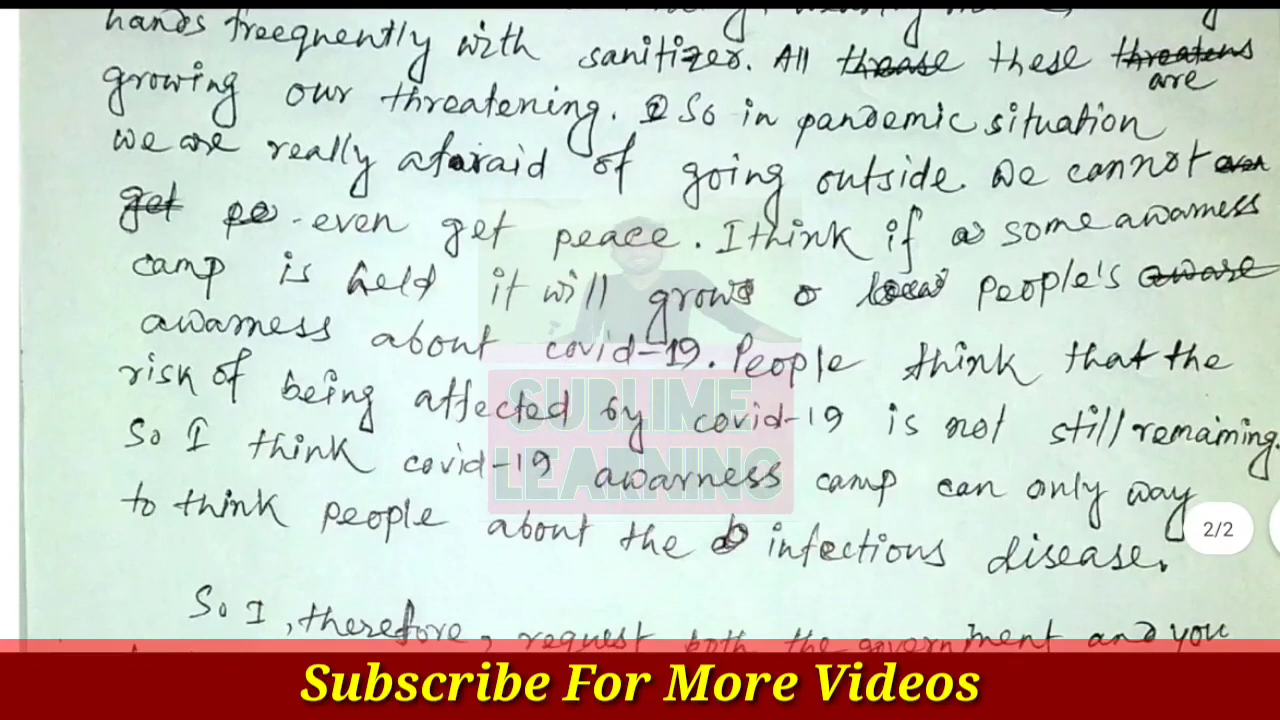 hands freequently with sanitizer. All these
growing our threatening. So in pandemic situation are
we are really afraid of going outside. We cannot
even get peace. I think if some awarness
camp is held it will grow people's
awarness about covid-19. People think that the
risk of being affected by covid-19 is not still remaining.
So I think covid-19 awarness camp can only way
to think people about the infectious disease.
So I, therefore, request both the government and you
SUBLIME
LEARNING
2/2
Subscribe For More Videos